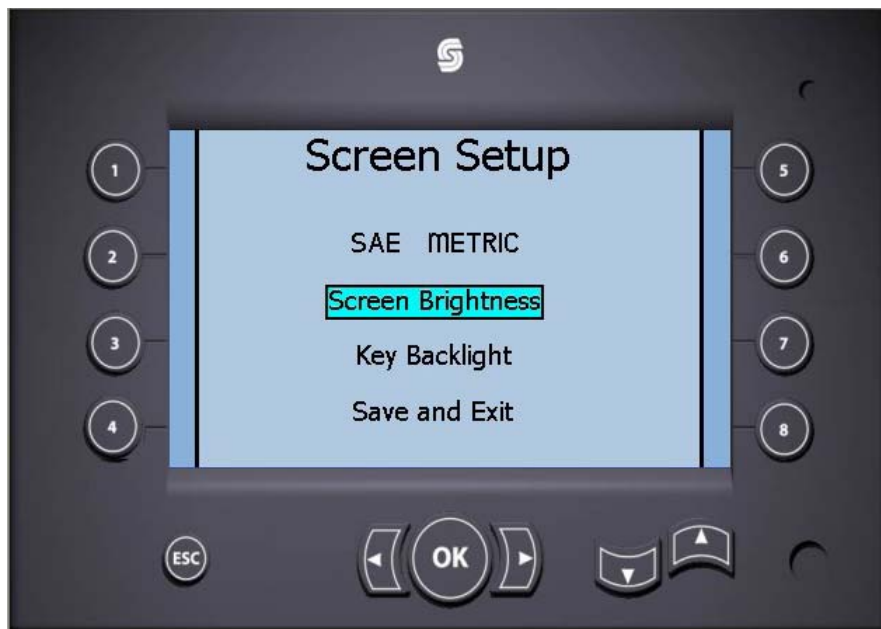 Screen Setup
1
5
SAE METRIC
2
6
Screen Brightness
3
7
Key Backlight
Save and Exit
4
8
ESC
OK